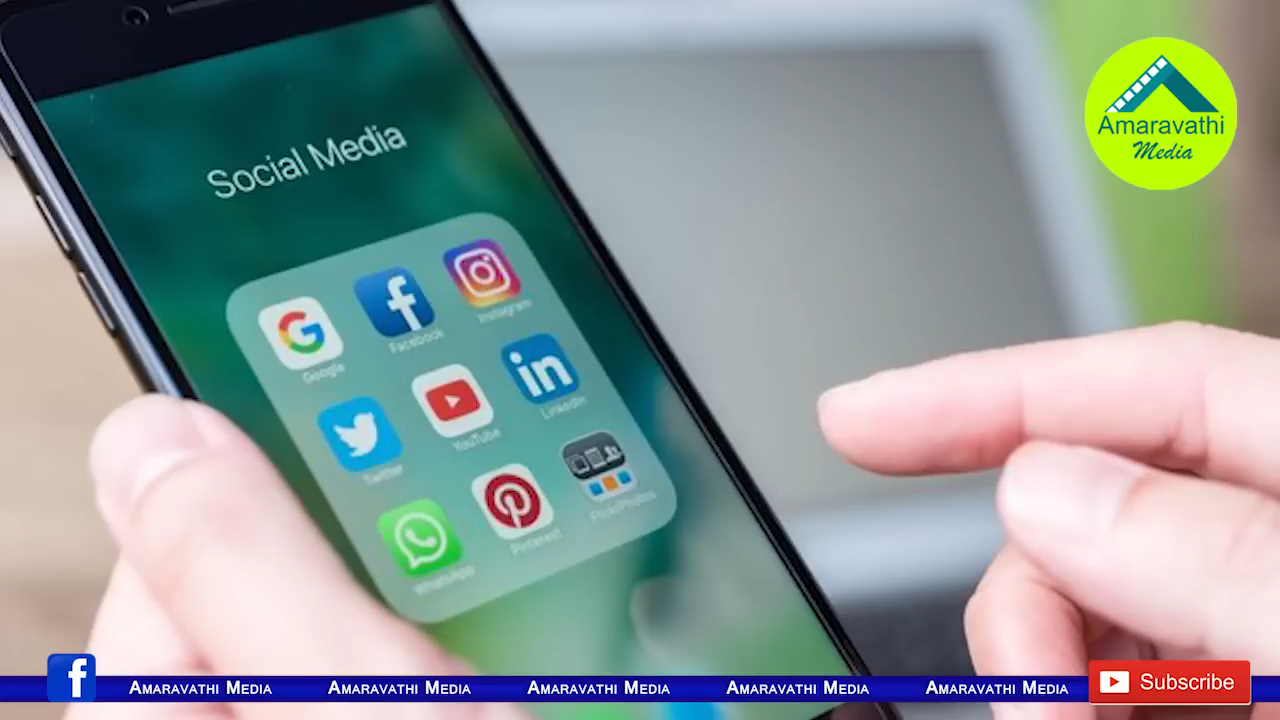 Social Media
Amaravathi
Media
Google
Facebook
Instagram
Twitter
YouTube
LinkedIn
WhatsApp
Pinterest
Amaravathi Media Amaravathi Media Amaravathi Media Amaravathi Media Amaravathi Media
Subscribe